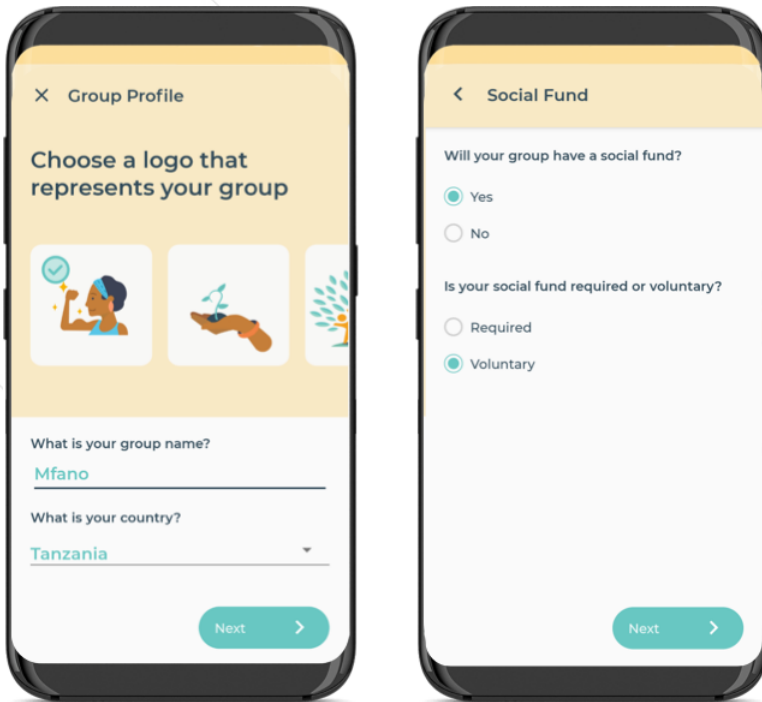 Group Profile
Choose a logo that
represents your group
What is your group name?
Mfano
What is your country?
Tanzania
Next
Social Fund
Will your group have a social fund?
Yes
No
Is your social fund required or voluntary?
Required
Voluntary
Next